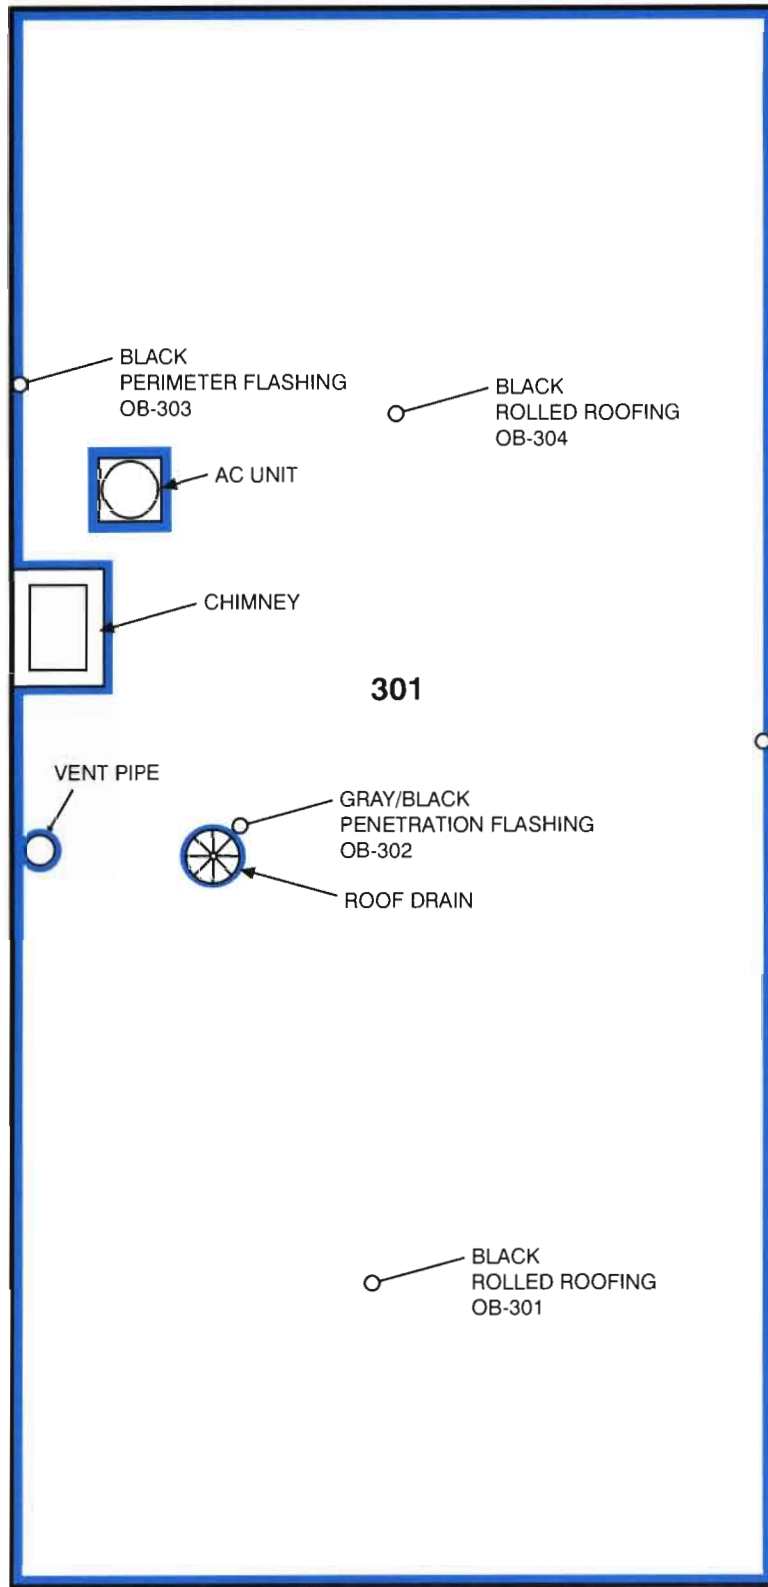 BLACK
PERIMETER FLASHING
OB-303
BLACK
ROLLED ROOFING
OB-304
AC UNIT
CHIMNEY
301
VENT PIPE
GRAY/BLACK
PENETRATION FLASHING
OB-302
ROOF DRAIN
BLACK
ROLLED ROOFING
OB-301